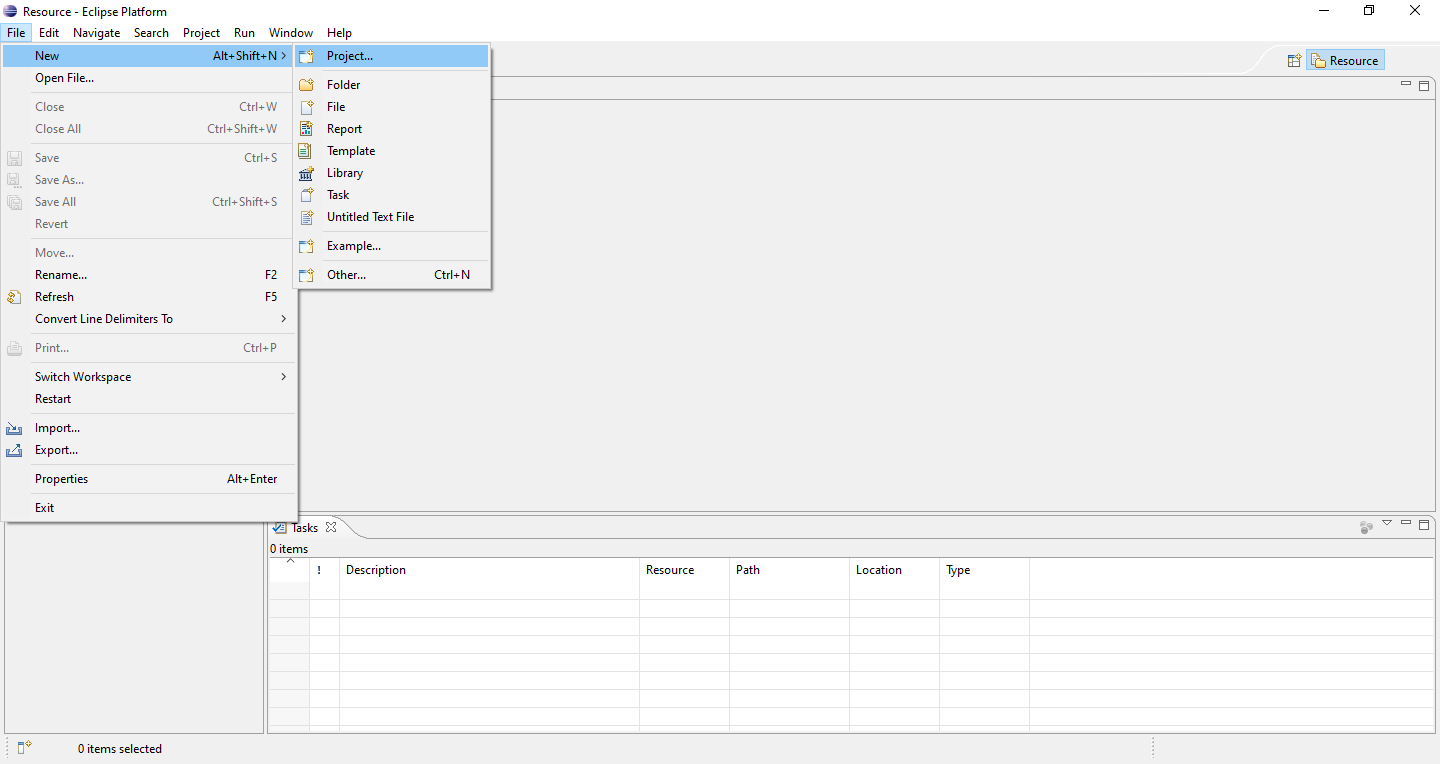 Resource - Eclipse Platform
File Edit Navigate Search Project Run Window Help
New Alt+Shift+N
Open File...
Close Ctrl+W
Close All Ctrl+Shift+W
Save Ctrl+S
Save As...
Save All Ctrl+Shift+S
Revert
Move...
Rename... F2
Refresh F5
Convert Line Delimiters To
Print... Ctrl+P
Switch Workspace
Restart
Import...
Export...
Properties Alt+Enter
Exit
Project...
Folder
File
Report
Template
Library
Task
Untitled Text File
Example...
Other... Ctrl+N
Resource
Tasks
0 items
! Description Resource Path Location Type
0 items selected